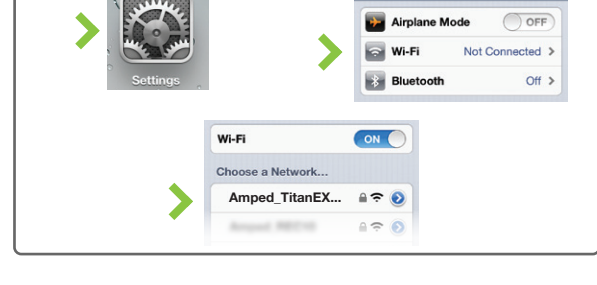 Settings
Airplane Mode OFF
Wi-Fi Not Connected
Bluetooth Off
Wi-Fi ON
Choose a Network...
Amped_TitanEX...